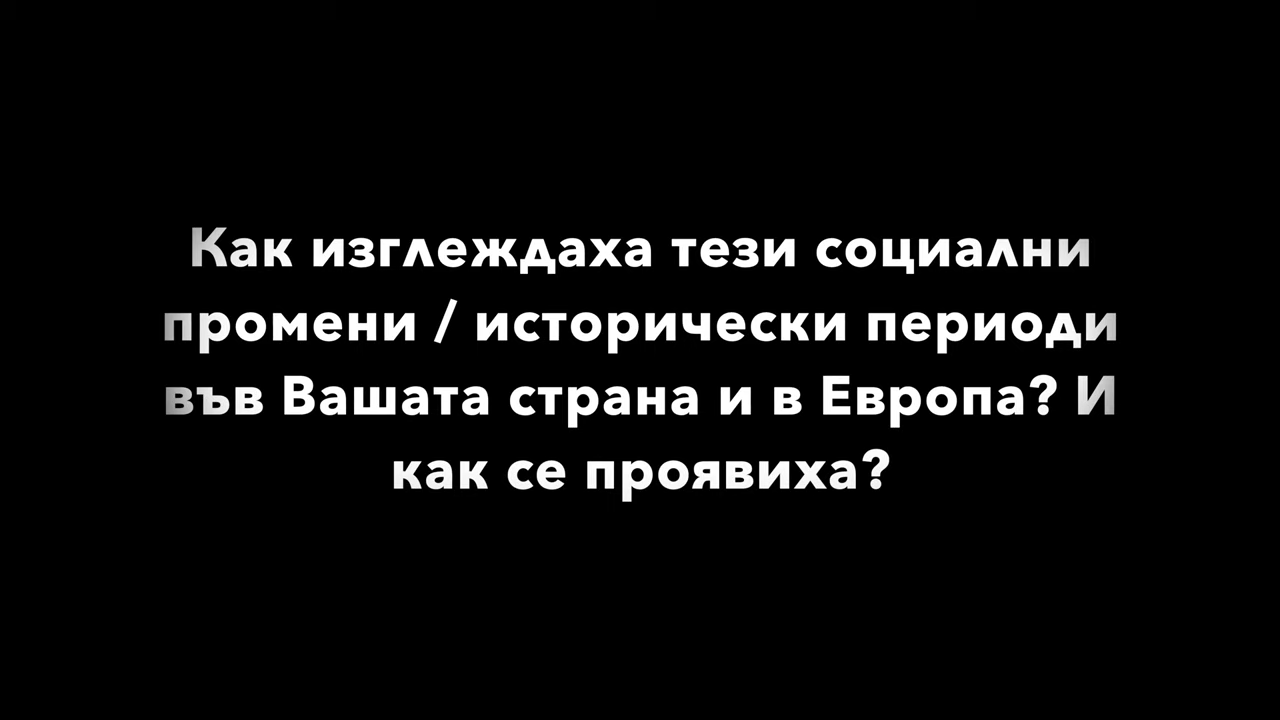 Как изглеждаха тези социални
промени / исторически периоди
във Вашата страна и в Европа? И
как се проявиха?